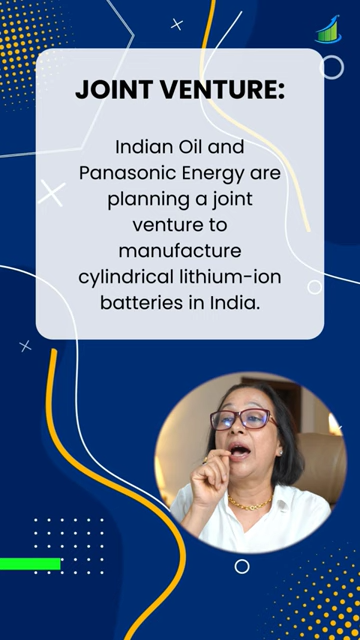 JOINT VENTURE:
Indian Oil and
Panasonic Energy are
planning a joint
venture to
manufacture
cylindrical lithium-ion
batteries in India.